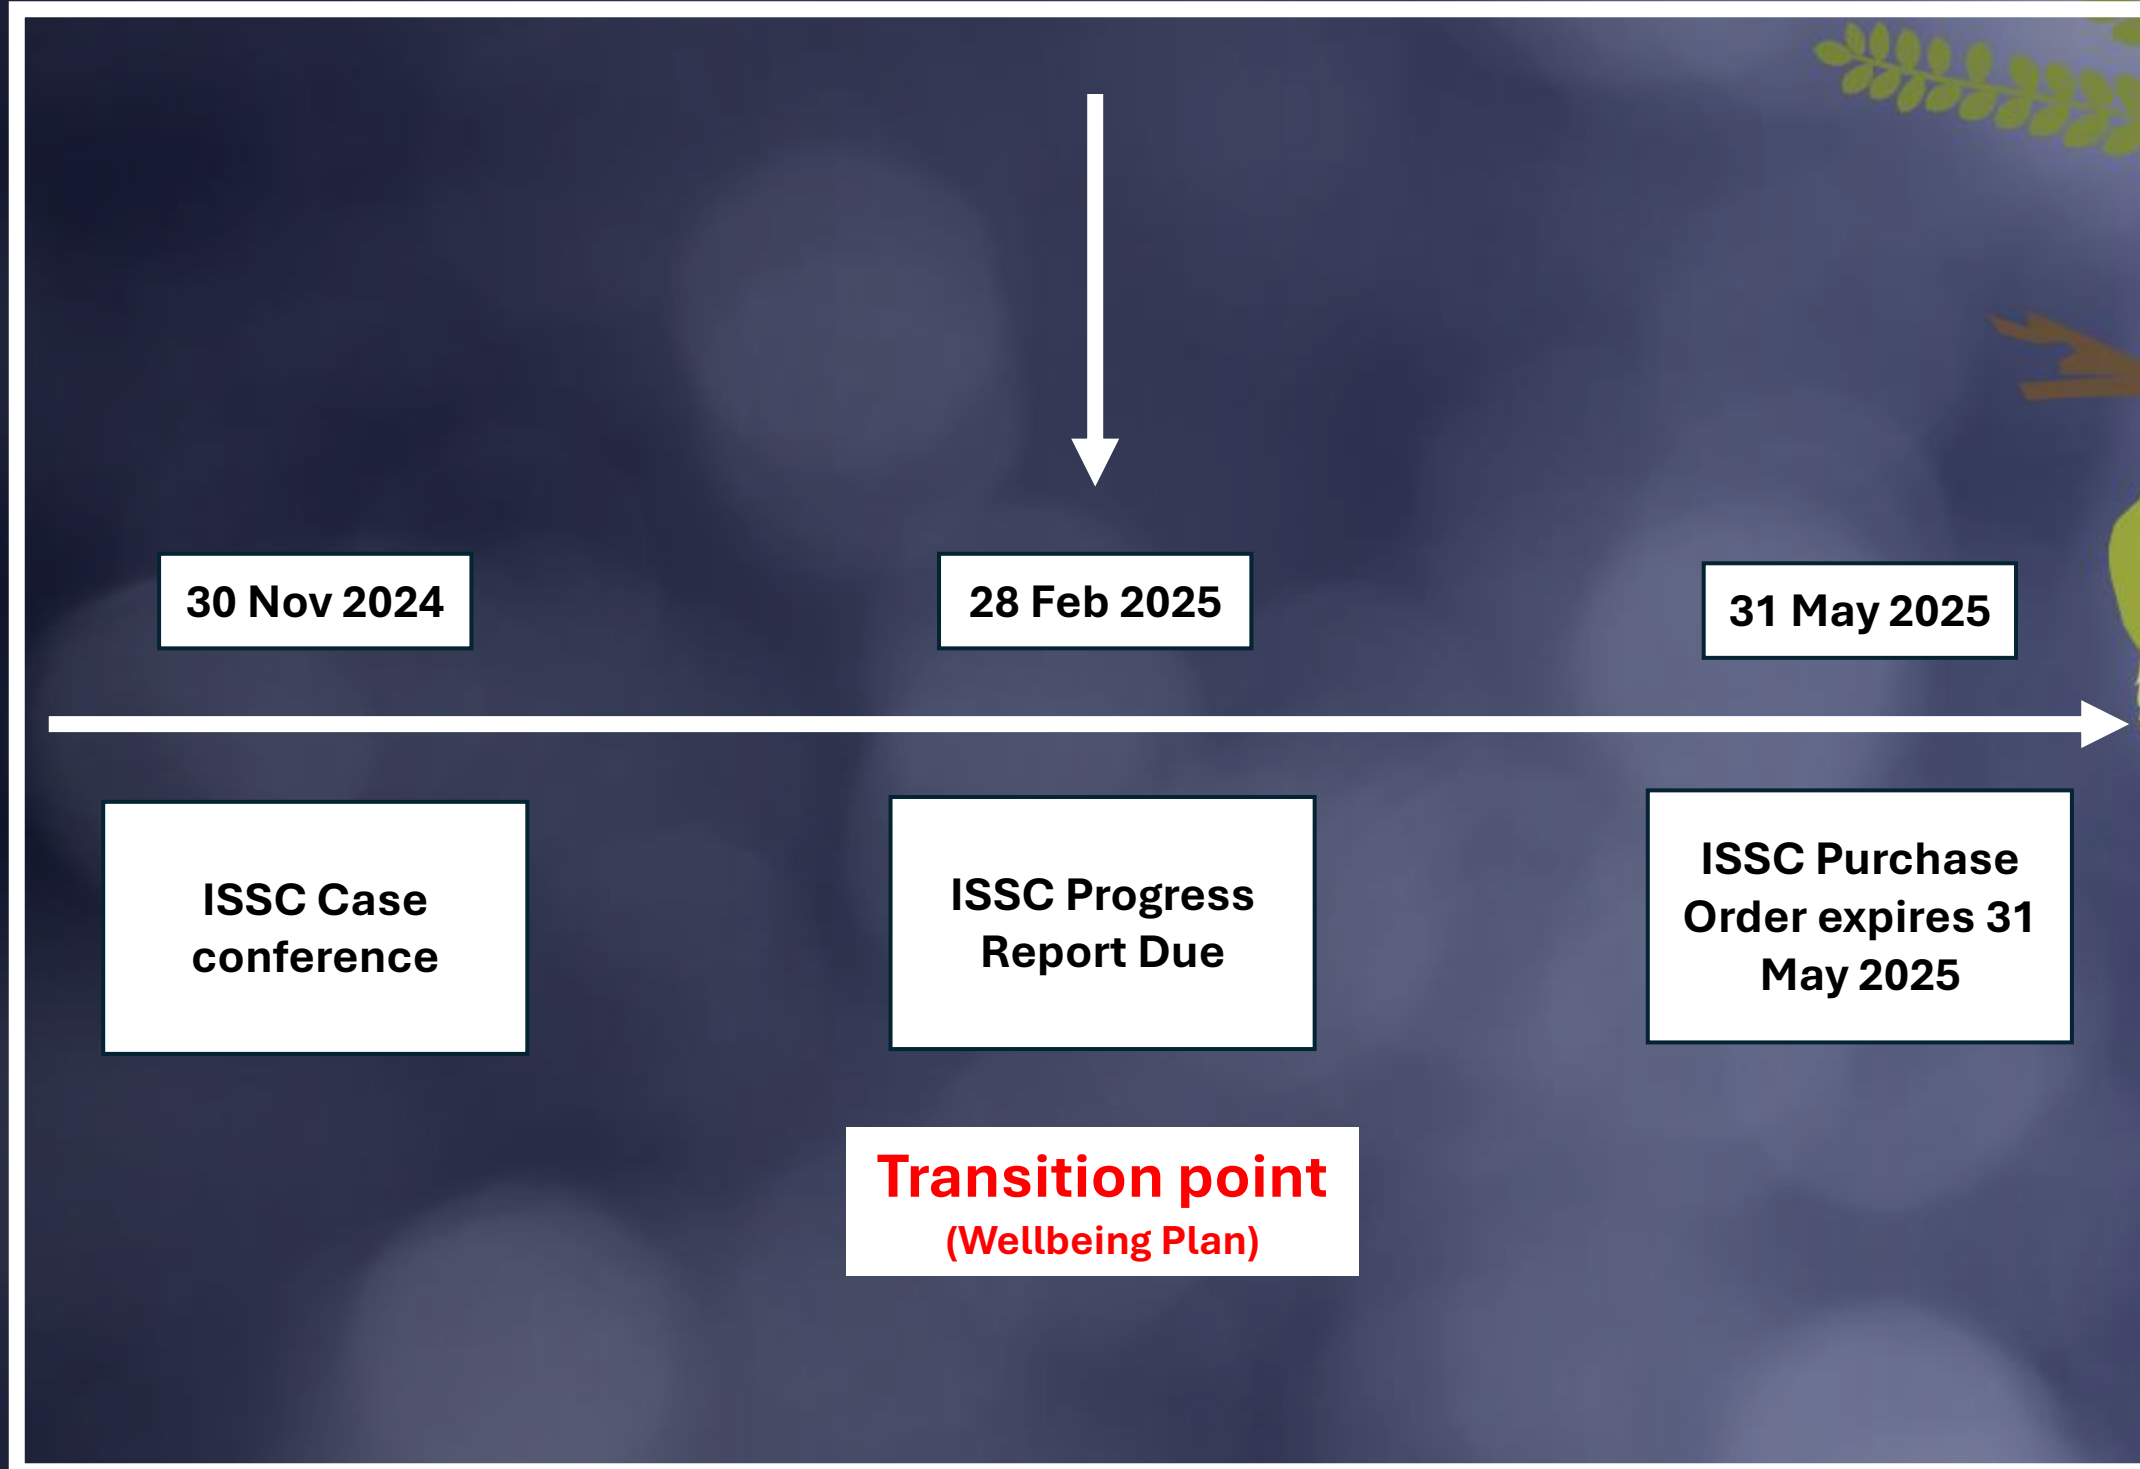 30 Nov 2024
28 Feb 2025
31 May 2025
ISSC Case
conference
ISSC Progress
Report Due
ISSC Purchase
Order expires 31
May 2025
Transition point
(Wellbeing Plan)